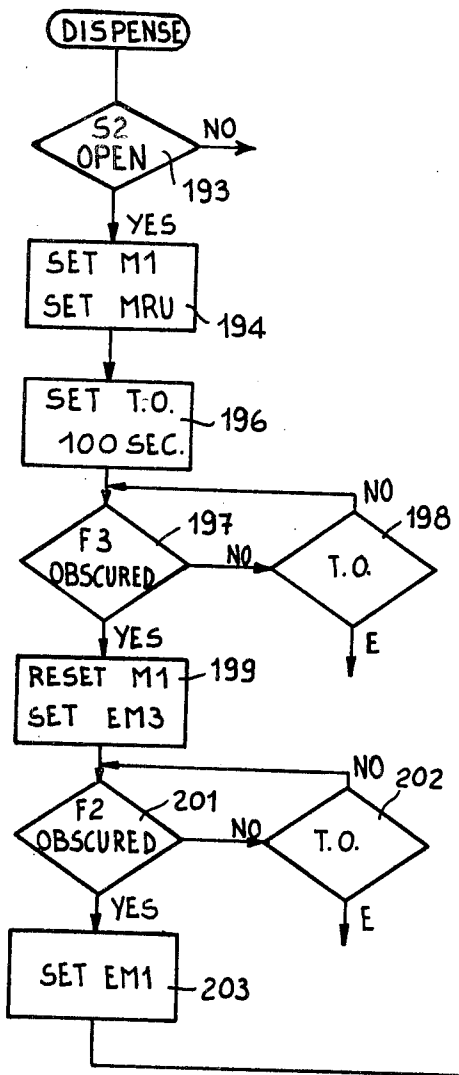 DISPENSE
S2
OPEN
NO
193
YES
SET M1
SET MRU
194
SET T.O.
100 SEC.
196
NO
197
198
F3
OBSCURED
NO
T.O.
YES
E
RESET M1
SET EM3
199
NO
201
202
F2
OBSCURED
NO
T.O.
YES
E
SET EM1
203